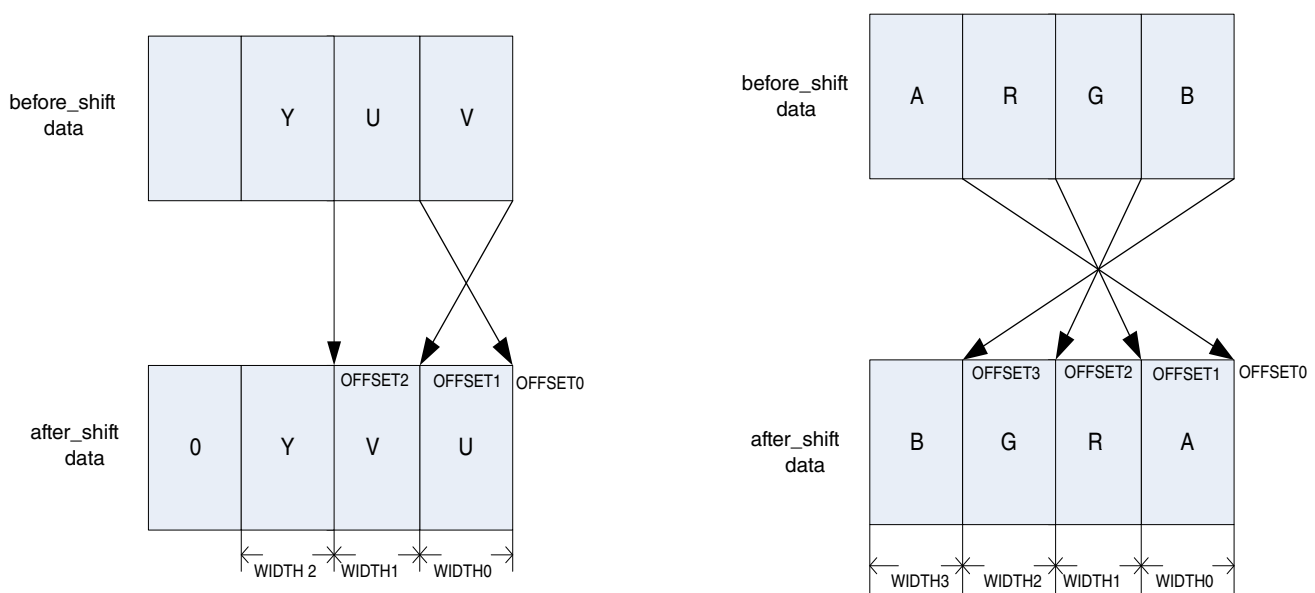 before_shift
data
Y
U
V
OFFSET2
OFFSET1
OFFSET0
after_shift
data
0
Y
V
U
WIDTH 2
WIDTH1
WIDTH0
before_shift
data
A
R
G
B
OFFSET3
OFFSET2
OFFSET1
OFFSET0
after_shift
data
B
G
R
A
WIDTH3
WIDTH2
WIDTH1
WIDTH0